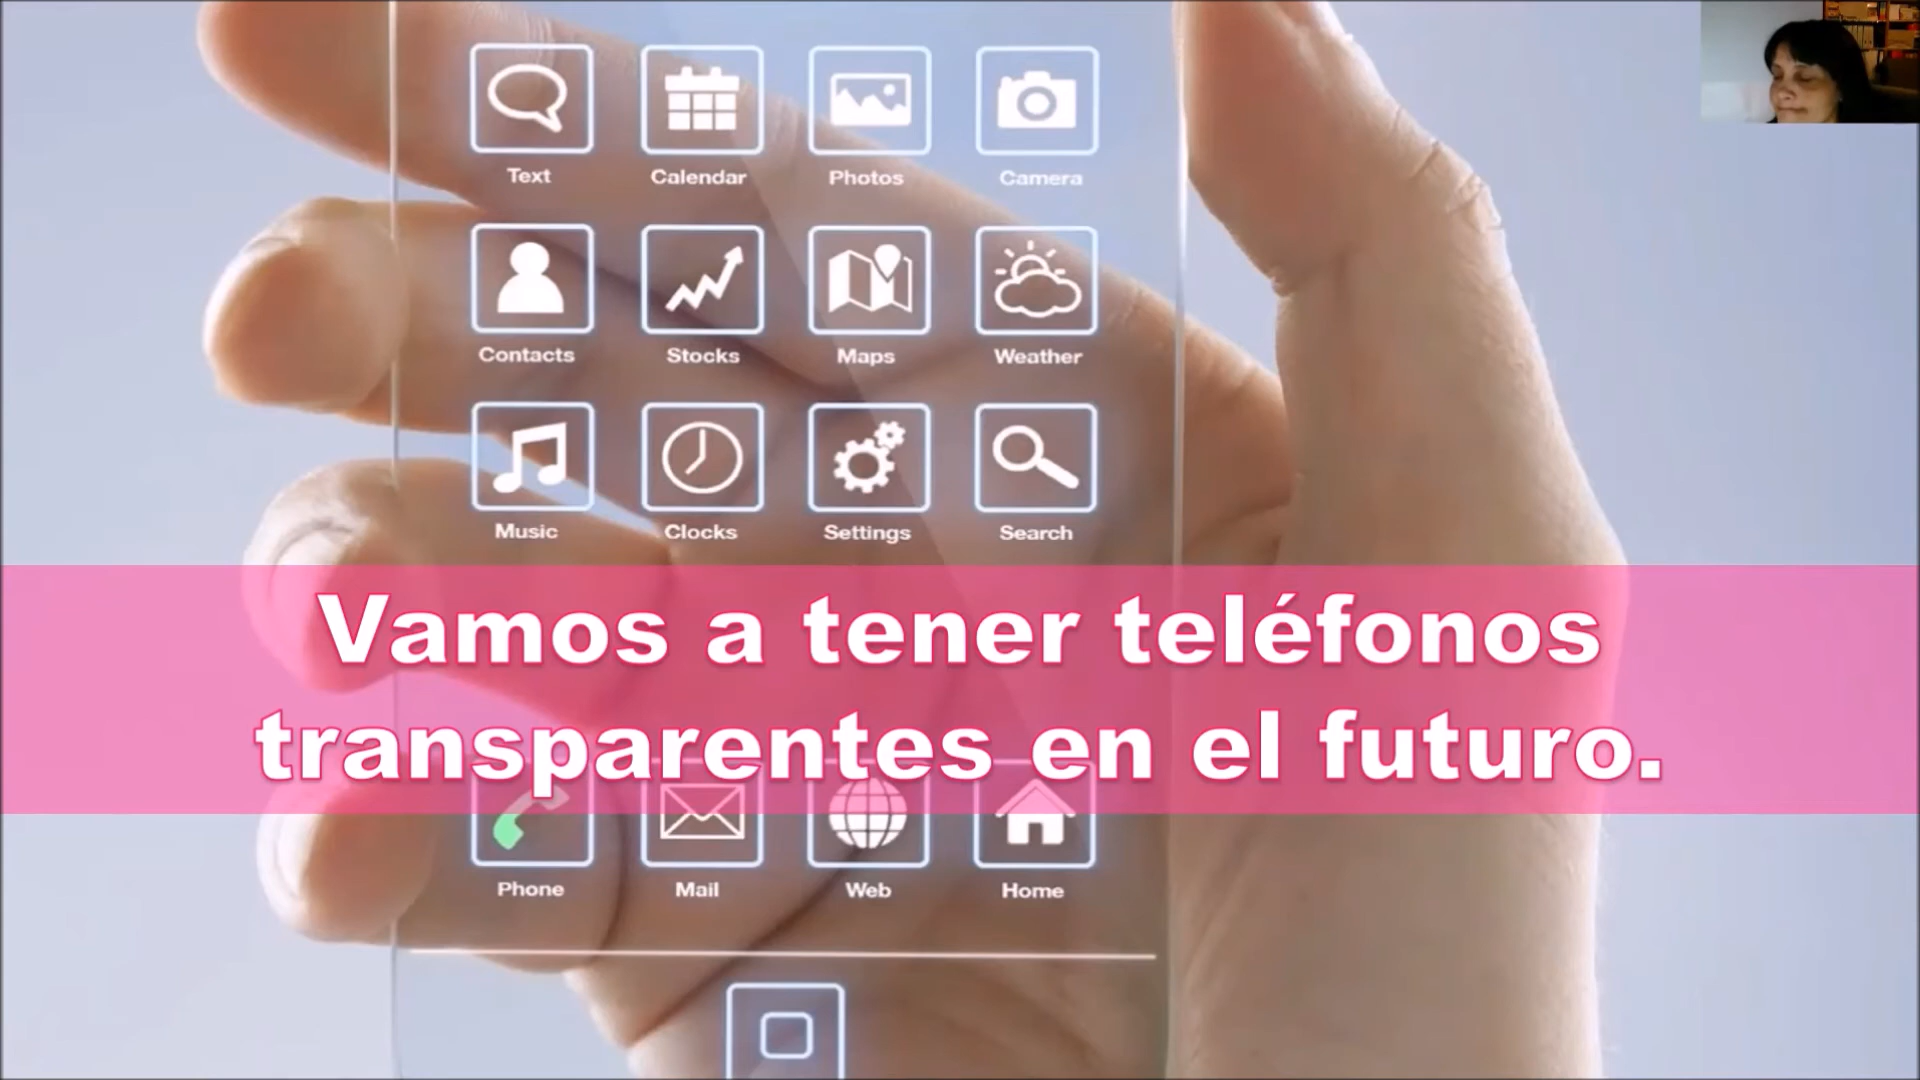 Text Calendar Photos Camera
Contacts Stocks Maps Weather
Music Clocks Settings Search
Vamos a tener teléfonos
transparentes en el futuro.
Phone Mail Web Home